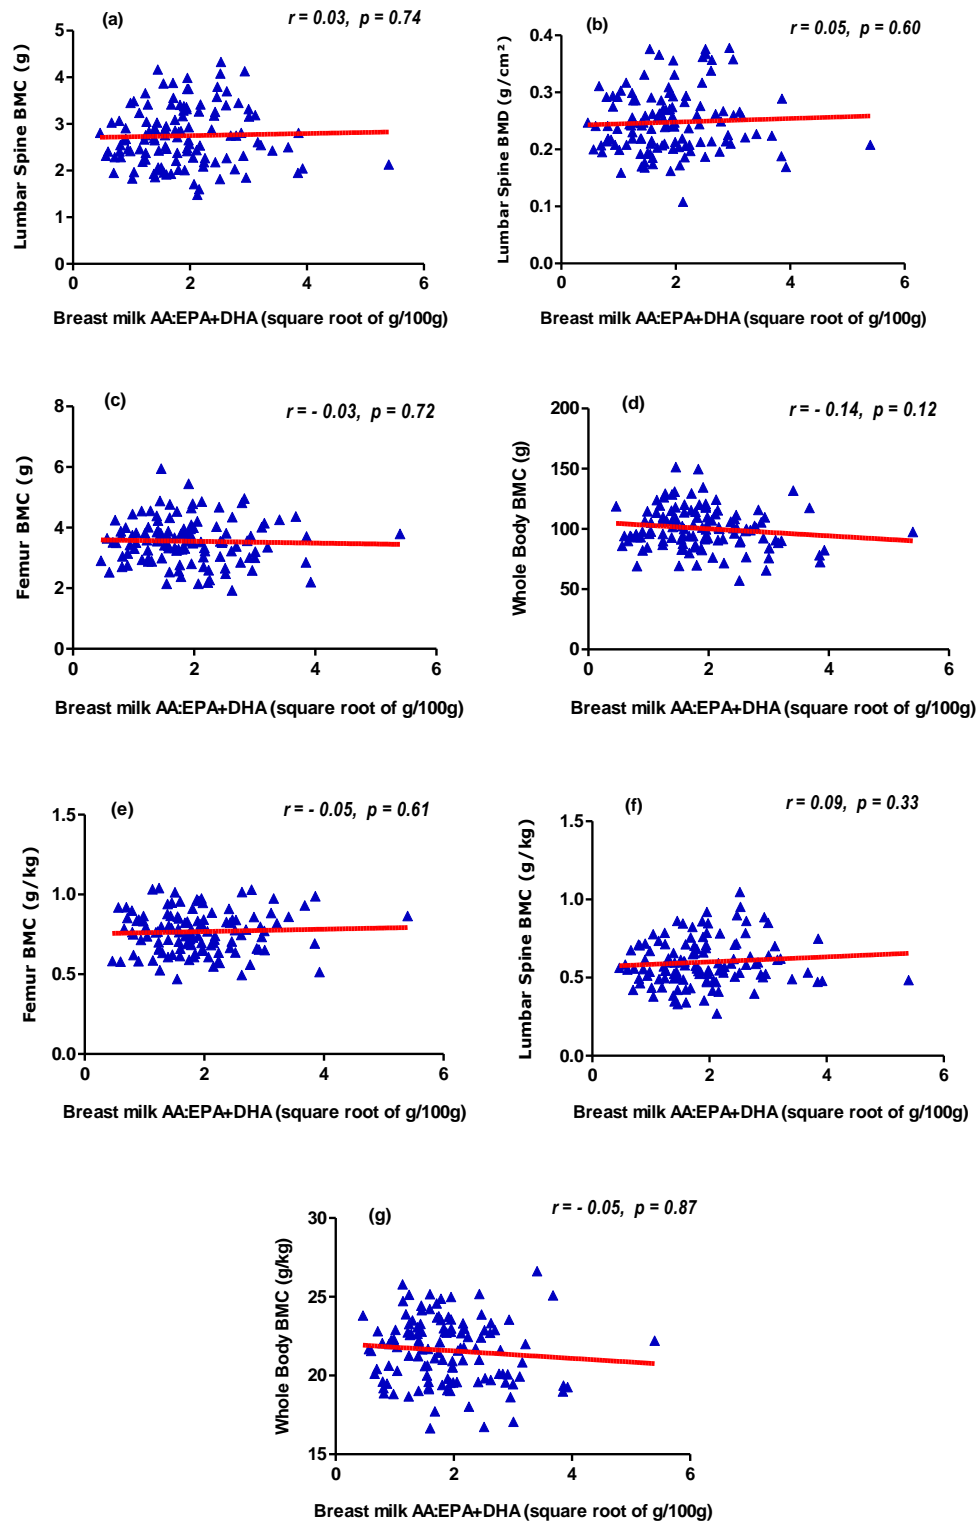 (a)
r = 0.03, p = 0.74
Lumbar Spine BMC (g)
5
4
3
2
1
0
0 2 4 6
Breast milk AA:EPA+DHA (square root of g/100g)
(b)
r = 0.05, p = 0.60
Lumbar Spine BMD (g/cm²)
0.4
0.3
0.2
0.1
0.0
0 2 4 6
Breast milk AA:EPA+DHA (square root of g/100g)
(c)
r = - 0.03, p = 0.72
Femur BMC (g)
8
6
4
2
0
0 2 4 6
Breast milk AA:EPA+DHA (square root of g/100g)
(d)
r = - 0.14, p = 0.12
Whole Body BMC (g)
200
150
100
50
0
0 2 4 6
Breast milk AA:EPA+DHA (square root of g/100g)
(e)
r = - 0.05, p = 0.61
Femur BMC (g/kg)
1.5
1.0
0.5
0.0
0 2 4 6
Breast milk AA:EPA+DHA (square root of g/100g)
(f)
r = 0.09, p = 0.33
Lumbar Spine BMC (g/kg)
1.5
1.0
0.5
0.0
0 2 4 6
Breast milk AA:EPA+DHA (square root of g/100g)
(g)
r = - 0.05, p = 0.87
Whole Body BMC (g/kg)
30
25
20
15
0 2 4 6
Breast milk AA:EPA+DHA (square root of g/100g)